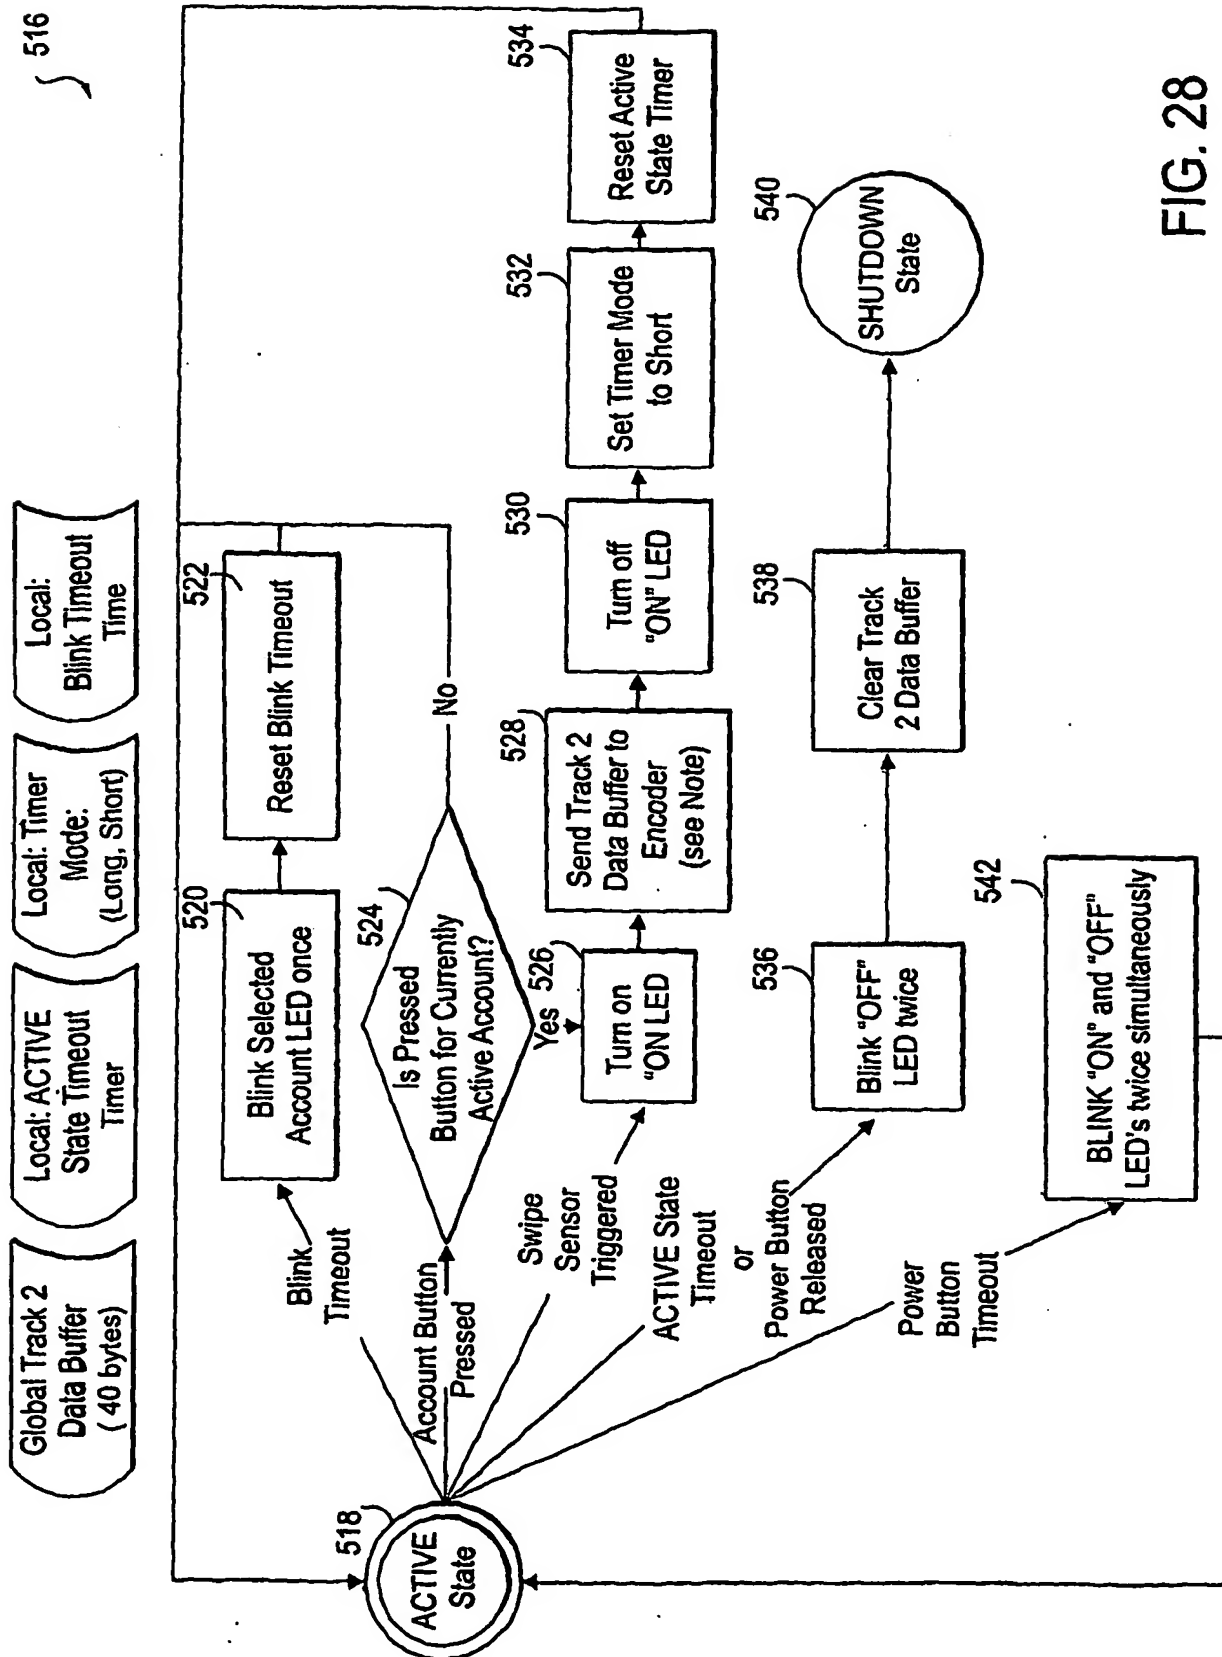 516
Global Track 2
Data Buffer
( 40 bytes)
Local: ACTIVE
State Timeout
Timer
Local: Timer
Mode:
(Long, Short)
Local:
Blink Timeout
Time
518
ACTIVE
State
Blink
Timeout
520
Blink Selected
Account LED once
522
Reset Blink Timeout
Account Button
Pressed
524
Is Pressed
Button for Currently
Active Account?
No
Yes
Swipe
Sensor
Triggered
526
Turn on
"ON LED
528
Send Track 2
Data Buffer to
Encoder
(see Note)
530
Turn off
"ON" LED
532
Set Timer Mode
to Short
534
Reset Active
State Timer
ACTIVE State
Timeout
or
Power Button
Released
536
Blink "OFF"
LED twice
538
Clear Track
2 Data Buffer
540
SHUTDOWN
State
Power
Button
Timeout
542
BLINK "ON" and "OFF"
LED's twice simultaneously
FIG. 28